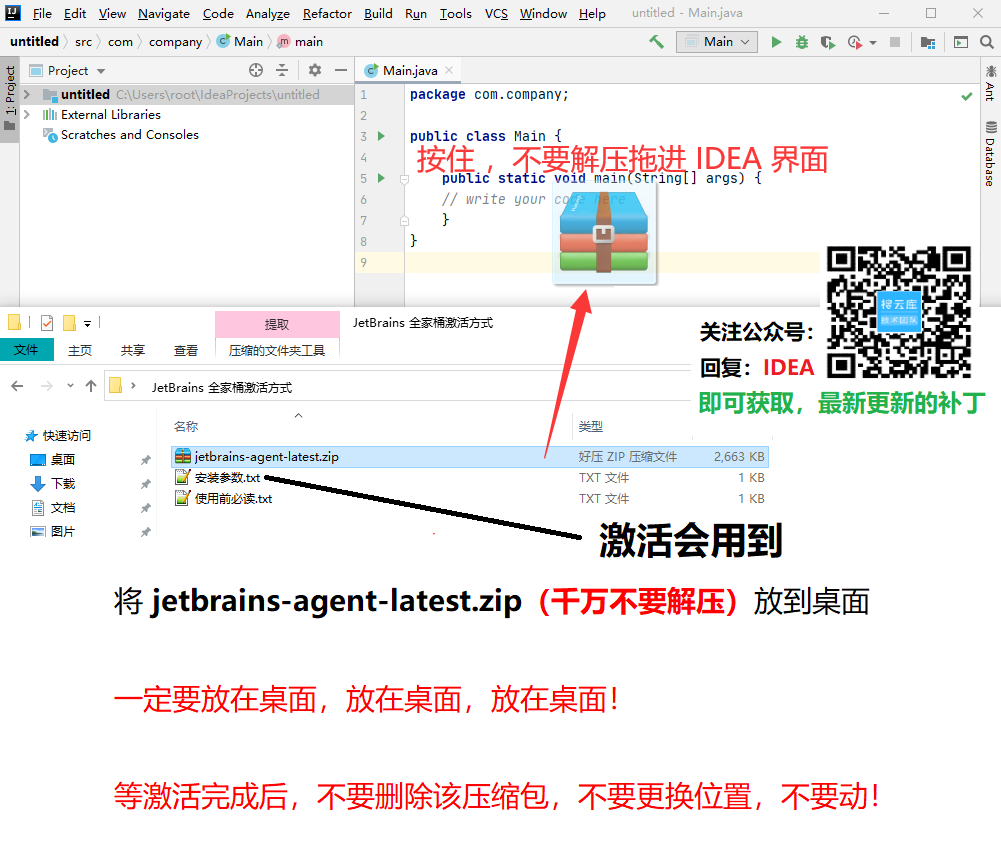 File Edit View Navigate Code Analyze Refactor Build Run Tools VCS Window Help untitled - Main.java
untitled src com company Main main Main
1: Project
Project
untitled C:\Users\root\IdeaProjects\untitled
External Libraries
Scratches and Consoles
Main.java
1 package com.company;
2
3 public class Main {
4
按住，不要解压拖进 IDEA 界面
5 public static void main(String[] args) {
6 // write your code here
7 }
8 }
9
Ant
Database
搜云库
技术团队
关注公众号：
回复：IDEA
即可获取，最新更新的补丁
提取 JetBrains 全家桶激活方式
文件 主页 共享 查看 压缩的文件夹工具
JetBrains 全家桶激活方式
名称 类型
快速访问
桌面
下载
文档
图片
jetbrains-agent-latest.zip 好压 ZIP 压缩文件 2,663 KB
安装参数.txt TXT 文件 1 KB
使用前必读.txt TXT 文件 1 KB
激活会用到
将 jetbrains-agent-latest.zip（千万不要解压）放到桌面
一定要放在桌面，放在桌面，放在桌面！
等激活完成后，不要删除该压缩包，不要更换位置，不要动！